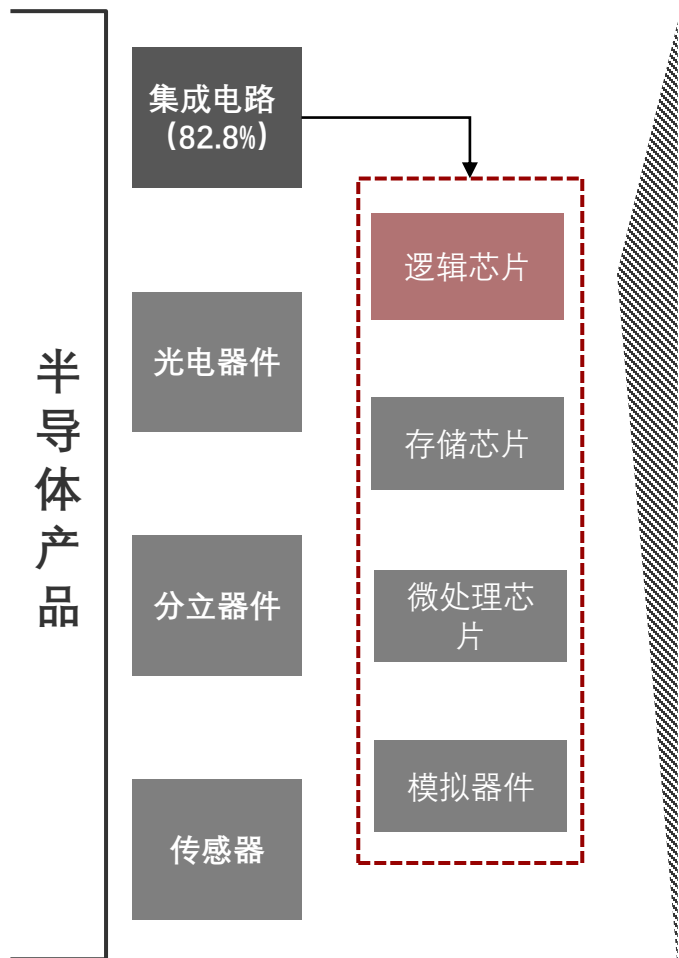 半导体产品
集成电路
(82.8%)
光电器件
分立器件
传感器
逻辑芯片
存储芯片
微处理芯
片
模拟器件